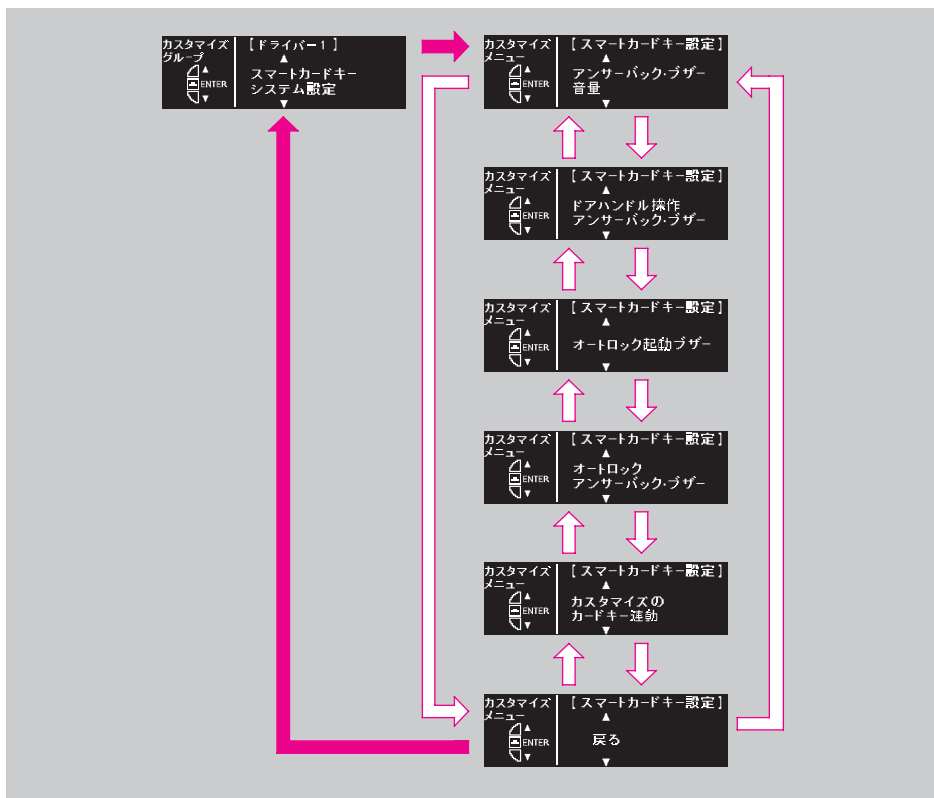 カスタマイズ
グループ
▲
ENTER
▼
【ドライバー1】
▲
スマートカードキー
システム設定
▼
カスタマイズ
メニュー
▲
ENTER
▼
【スマートカードキー設定】
▲
アンサーバック・ブザー
音量
▼
カスタマイズ
メニュー
▲
ENTER
▼
【スマートカードキー設定】
▲
ドアハンドル操作
アンサーバック・ブザー
▼
カスタマイズ
メニュー
▲
ENTER
▼
【スマートカードキー設定】
▲
オートロック起動ブザー
▼
カスタマイズ
メニュー
▲
ENTER
▼
【スマートカードキー設定】
▲
オートロック
アンサーバック・ブザー
▼
カスタマイズ
メニュー
▲
ENTER
▼
【スマートカードキー設定】
▲
カスタマイズの
カードキー連動
▼
カスタマイズ
メニュー
▲
ENTER
▼
【スマートカードキー設定】
▲
戻る
▼